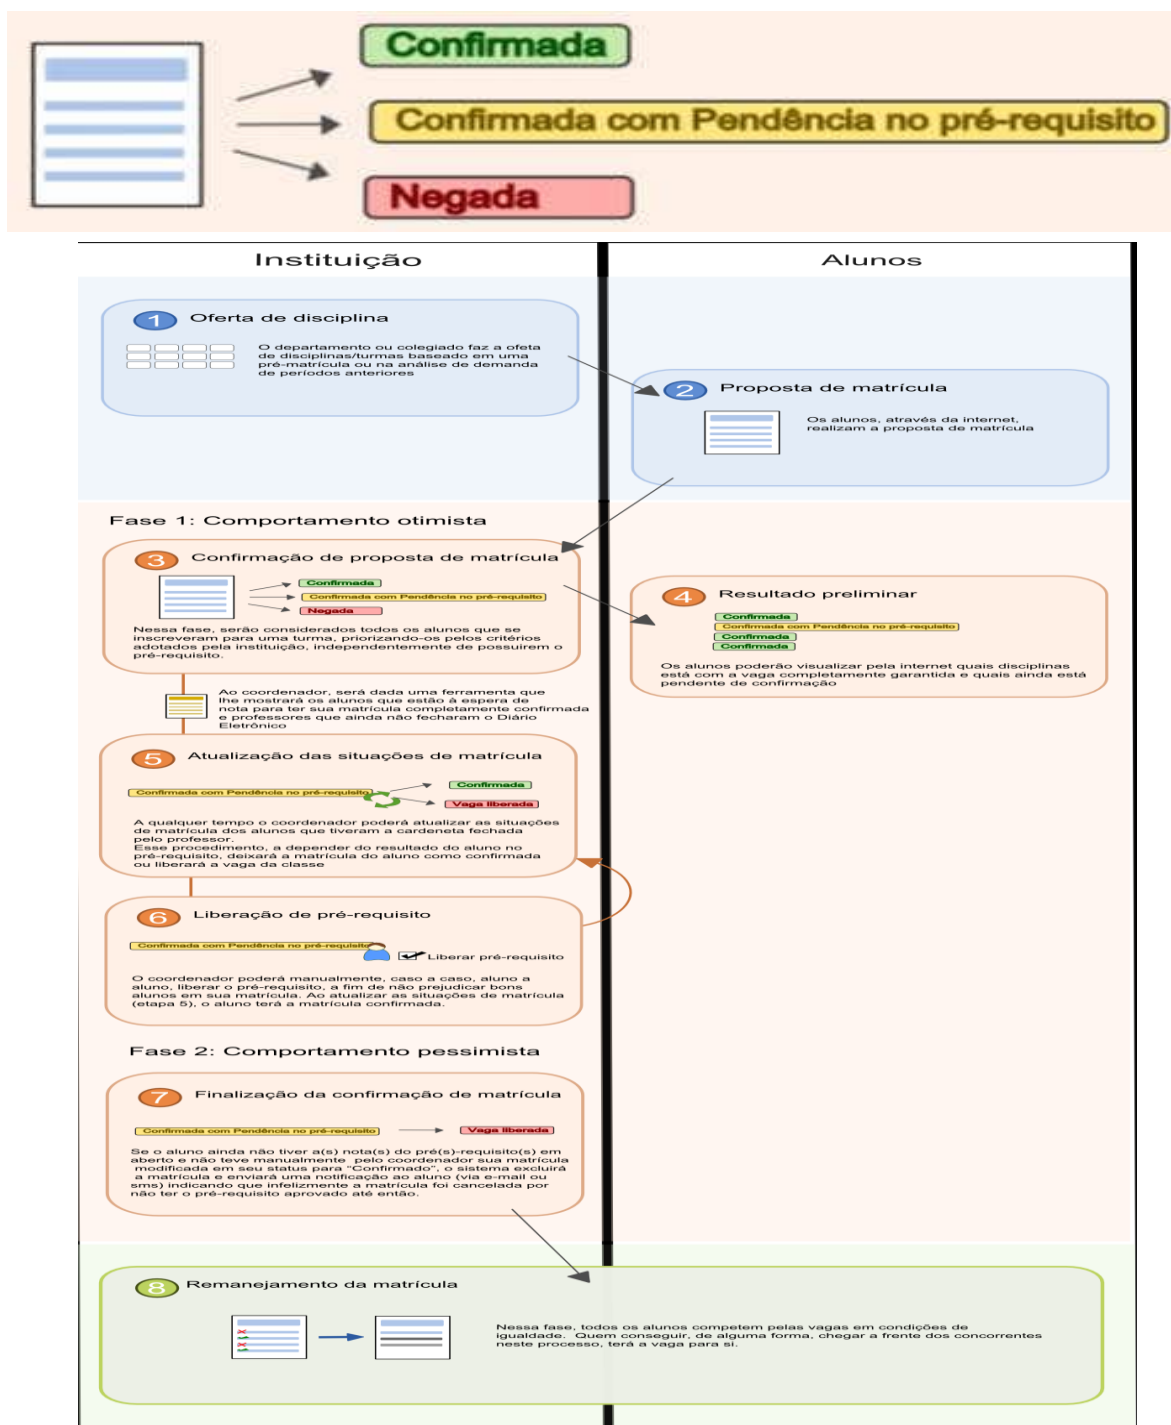 Confirmada
Confirmada com Pendência no pré-requisito
Negada
Instituição
Alunos
1
Oferta de disciplina
O departamento ou colegiado faz a ofeta
de disciplinas/turmas baseado em uma
pré-matrícula ou na análise de demanda
de períodos anteriores
2
Proposta de matrícula
Os alunos, através da internet,
realizam a proposta de matrícula
Fase 1: Comportamento otimista
3
Confirmação de proposta de matrícula
Confirmada
Confirmada com Pendência no pré-requisito
Negada
Nessa fase, serão considerados todos os alunos que se
inscreveram para uma turma, priorizando-os pelos critérios
adotados pela instituição, independentemente de possuirem o
pré-requisito.
4
Resultado preliminar
Confirmada
Confirmada com Pendência no pré-requisito
Confirmada
Confirmada
Os alunos poderão visualizar pela internet quais disciplinas
está com a vaga completamente garantida e quais ainda está
pendente de confirmação
Ao coordenador, será dada uma ferramenta que
lhe mostrará os alunos que estão à espera de
nota para ter sua matrícula completamente confirmada
e professores que ainda não fecharam o Diário
Eletrônico
5
Atualização das situações de matrícula
Confirmada com Pendência no pré-requisito
Confirmada
Vaga liberada
A qualquer tempo o coordenador poderá atualizar as situações
de matrícula dos alunos que tiveram a cardeneta fechada
pelo professor.
Esse procedimento, a depender do resultado do aluno no
pré-requisito, deixará a matrícula do aluno como confirmada
ou liberará a vaga da classe
6
Liberação de pré-requisito
Confirmada com Pendência no pré-requisito
Liberar pré-requisito
O coordenador poderá manualmente, caso a caso, aluno a
aluno, liberar o pré-requisito, a fim de não prejudicar bons
alunos em sua matrícula. Ao atualizar as situações de matrícula
(etapa 5), o aluno terá a matrícula confirmada.
Fase 2: Comportamento pessimista
7
Finalização da confirmação de matrícula
Confirmada com Pendência no pré-requisito
Vaga liberada
Se o aluno ainda não tiver a(s) nota(s) do pré(s)-requisito(s) em
aberto e não teve manualmente pelo coordenador sua matrícula
modificada em seu status para "Confirmado", o sistema excluirá
a matrícula e enviará uma notificação ao aluno (via e-mail ou
sms) indicando que infelizmente a matrícula foi cancelada por
não ter o pré-requisito aprovado até então.
8
Remanejamento da matrícula
Nessa fase, todos os alunos competem pelas vagas em condições de
igualdade. Quem conseguir, de alguma forma, chegar a frente dos concorrentes
neste processo, terá a vaga para si.